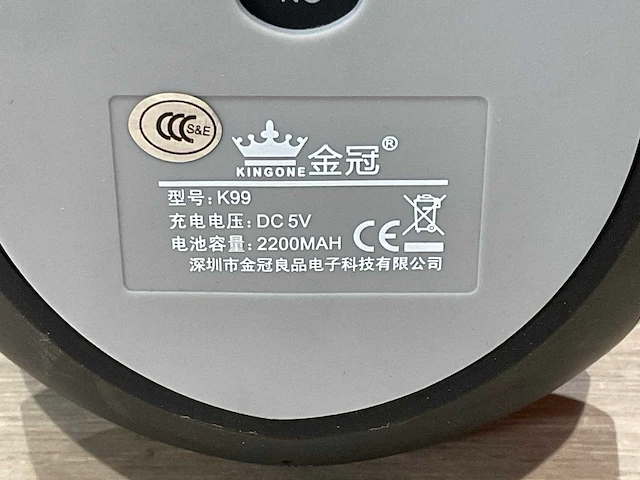 CCC S&E
KINGONE 金冠®
型号: K99
充电电压: DC 5V
电池容量: 2200MAH
CE
深圳市金冠良品电子科技有限公司